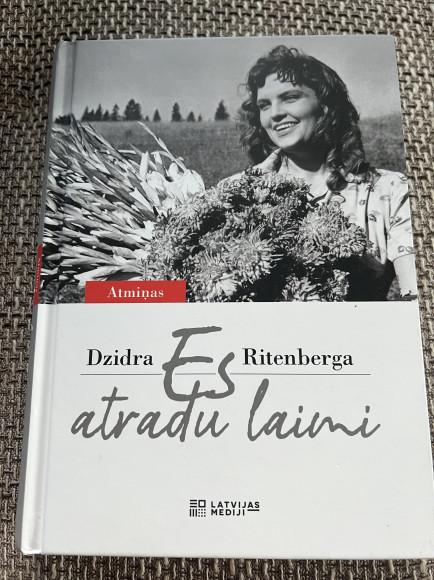 Atmiņas
Dzidra Es Ritenberga
atradu laimi
LATVIJAS
MEDIJI